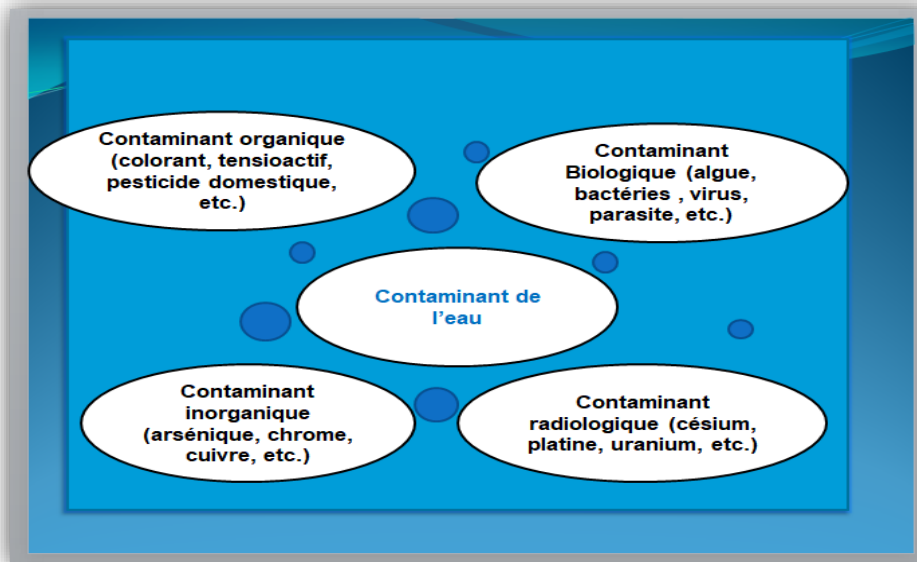 Contaminant organique
(colorant, tensioactif,
pesticide domestique,
etc.)
Contaminant
Biologique (algue,
bactéries , virus,
parasite, etc.)
Contaminant de
l'eau
Contaminant
inorganique
(arsénique, chrome,
cuivre, etc.)
Contaminant
radiologique (césium,
platine, uranium, etc.)